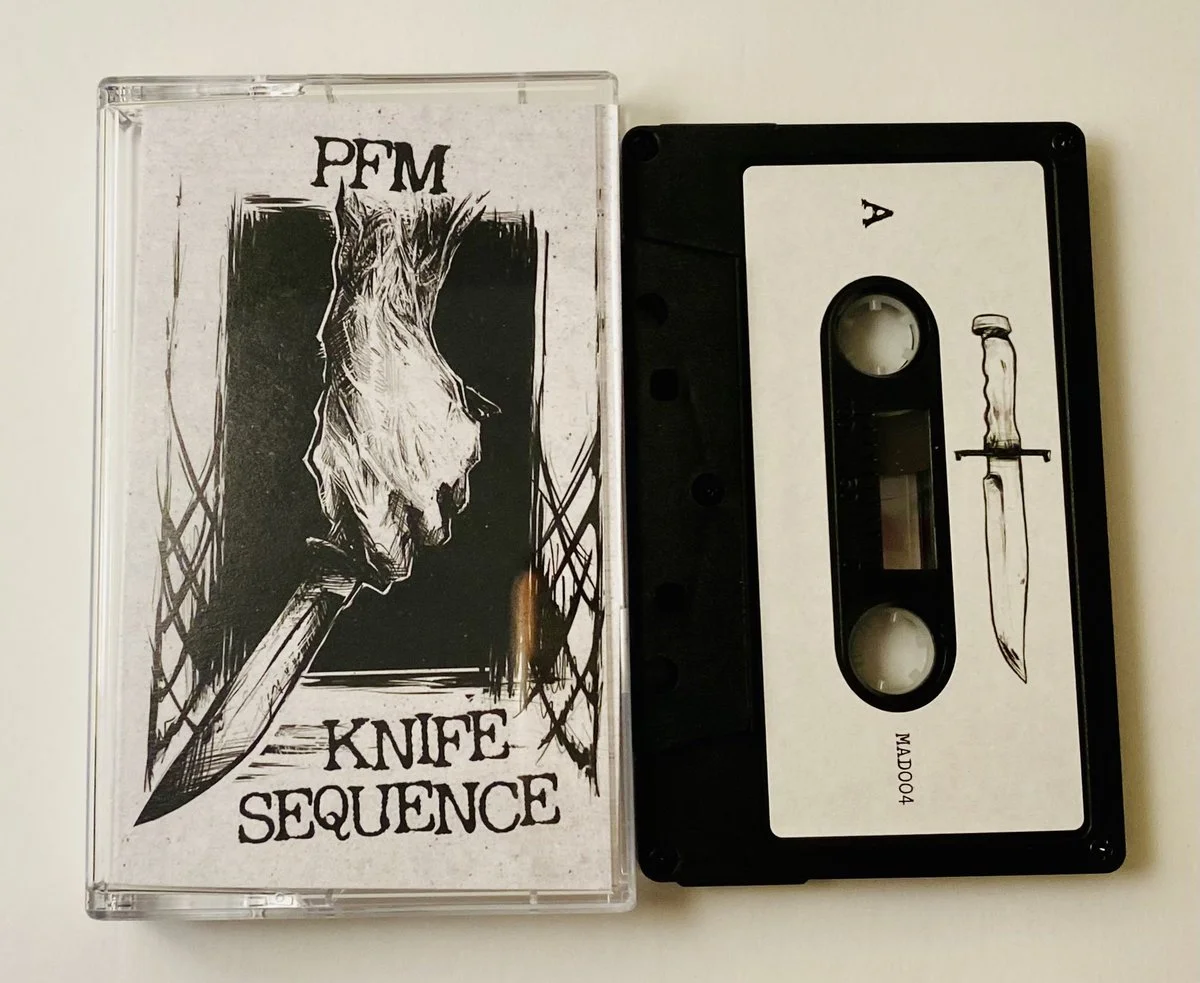 PFM
KNIFE
SEQUENCE
A
MAD004